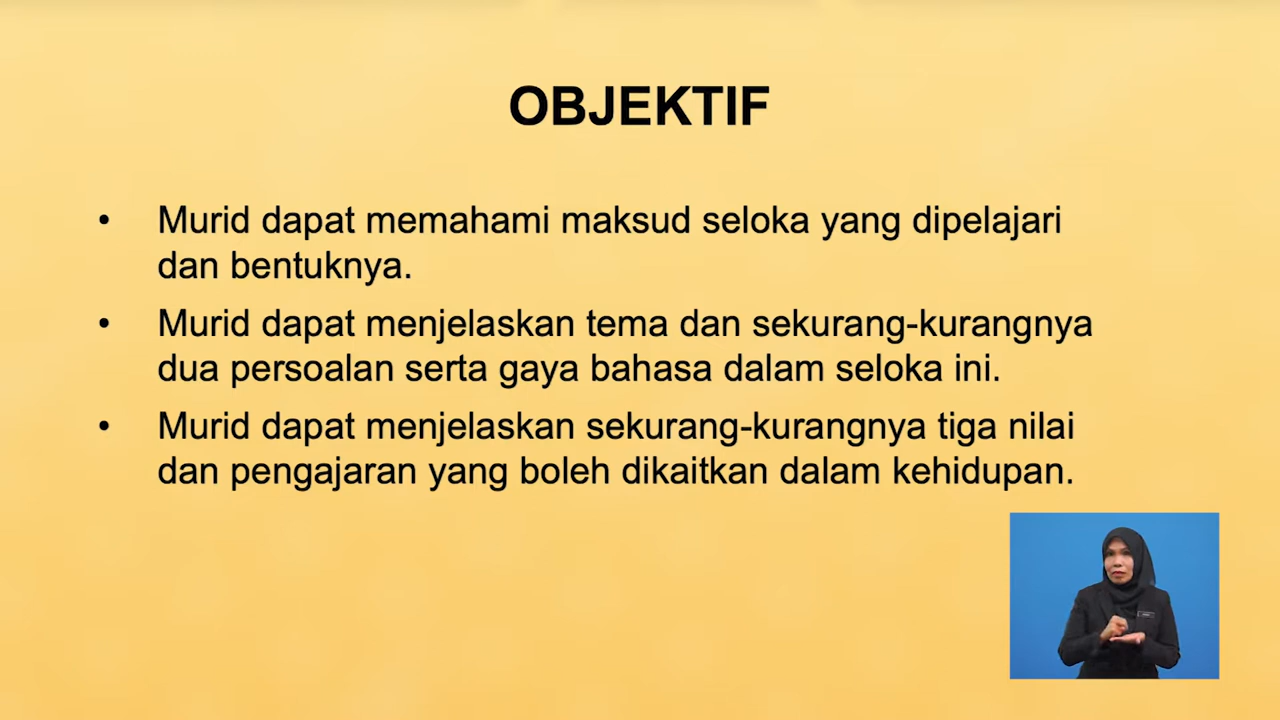 OBJEKTIF
• Murid dapat memahami maksud seloka yang dipelajari
dan bentuknya.
• Murid dapat menjelaskan tema dan sekurang-kurangnya
dua persoalan serta gaya bahasa dalam seloka ini.
• Murid dapat menjelaskan sekurang-kurangnya tiga nilai
dan pengajaran yang boleh dikaitkan dalam kehidupan.